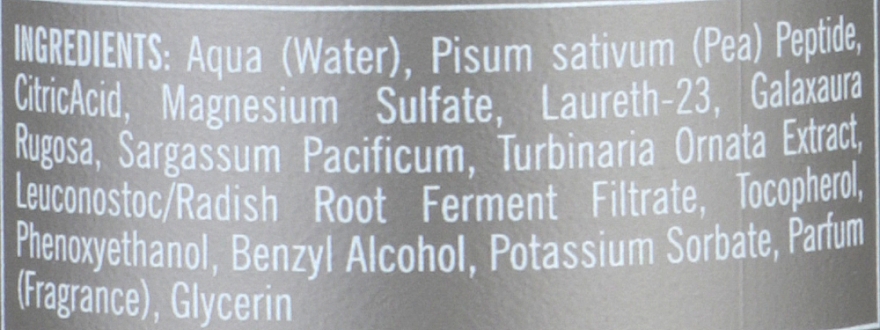 INGREDIENTS: Aqua (Water), Pisum sativum (Pea) Peptide,
CitricAcid, Magnesium Sulfate, Laureth-23, Galaxaura
Rugosa, Sargassum Pacificum, Turbinaria Ornata Extract,
Leuconostoc/Radish Root Ferment Filtrate, Tocopherol,
Phenoxyethanol, Benzyl Alcohol, Potassium Sorbate, Parfum
(Fragrance), Glycerin